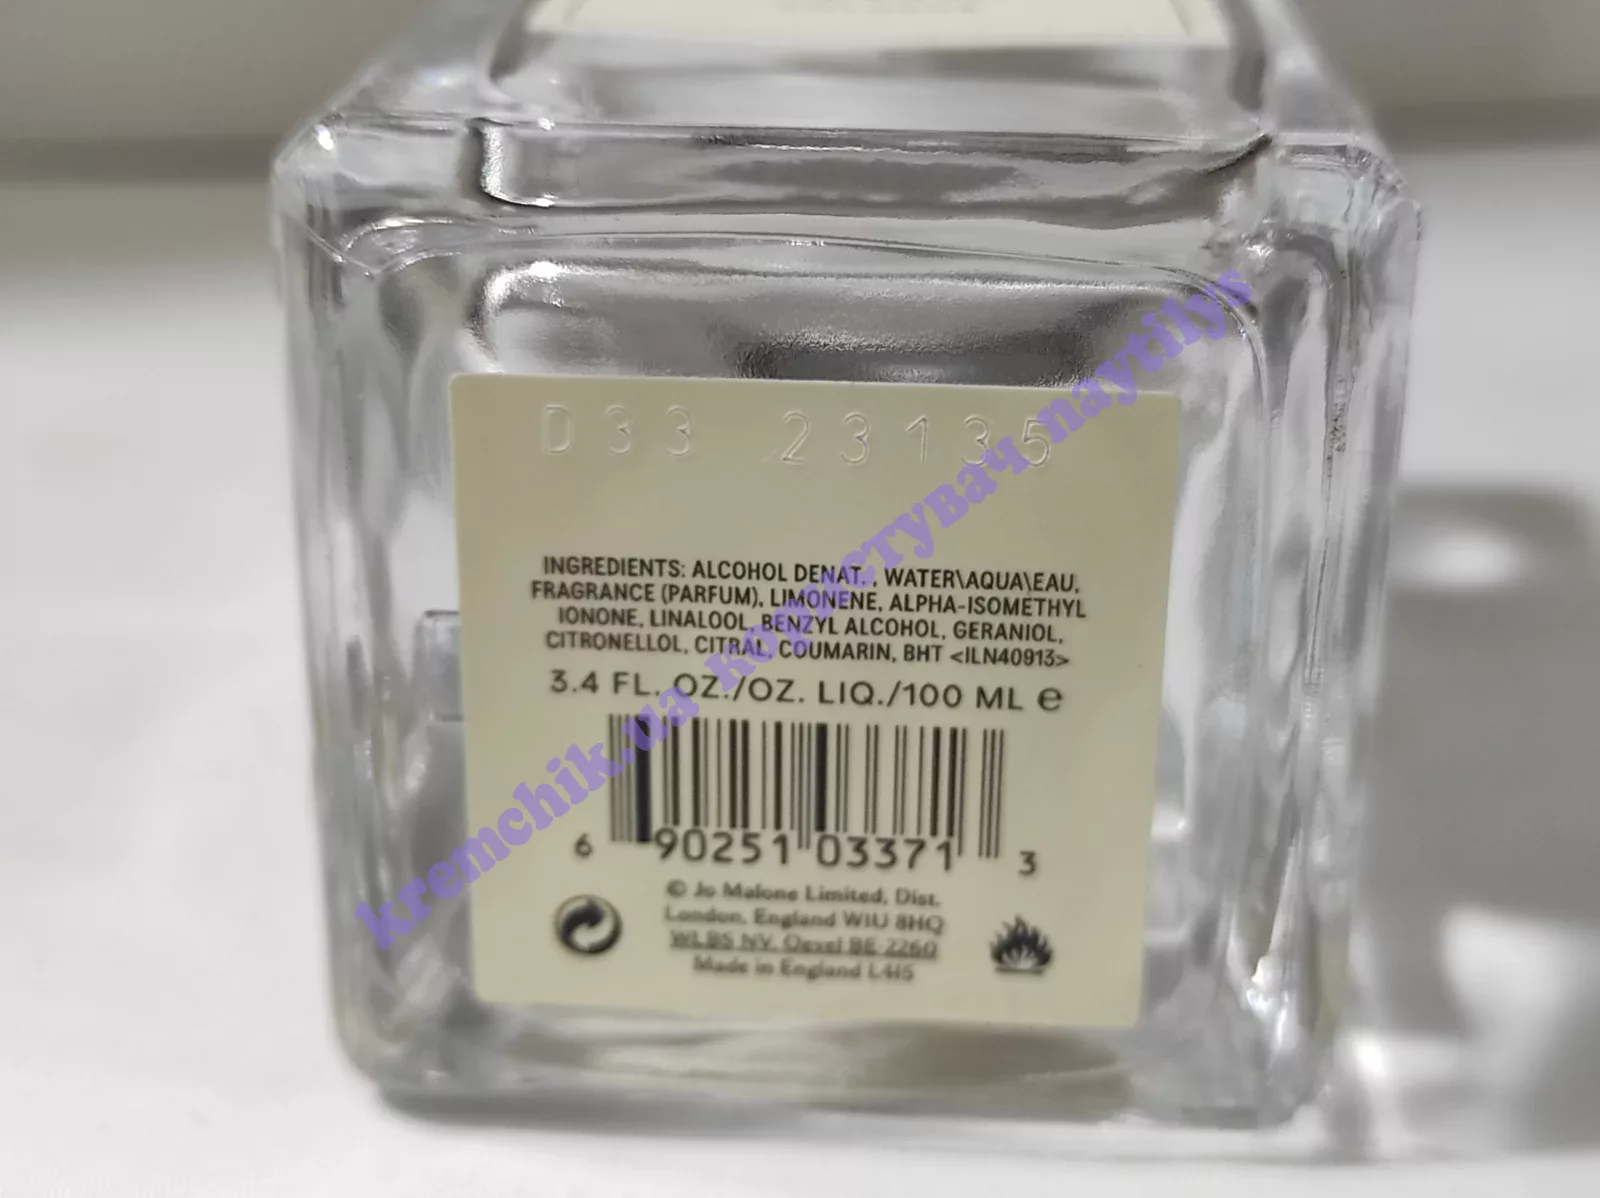 D33 23135
INGREDIENTS: ALCOHOL DENAT. , WATER\AQUA\EAU,
FRAGRANCE (PARFUM), LIMONENE, ALPHA-ISOMETHYL
IONONE, LINALOOL, BENZYL ALCOHOL, GERANIOL,
CITRONELLOL, CITRAL, COUMARIN, BHT <ILN40913>
3.4 FL. OZ./OZ. LIQ./100 ML e
6 90251 03371 3
© Jo Malone Limited, Dist.
London, England W1U 8HQ
WLBS NV. Oevel BE-2260
Made in England L415
kremchik.ua користувач naytilys